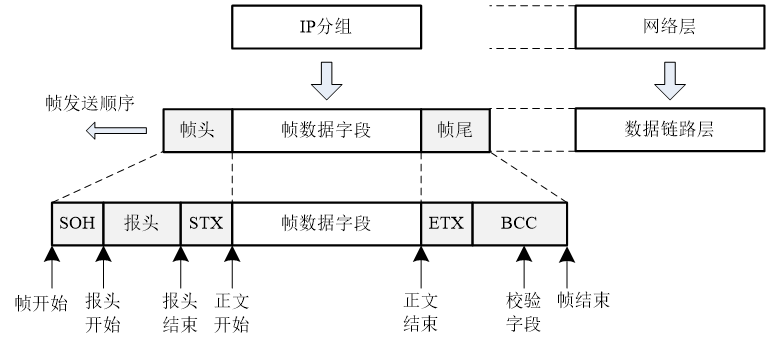 IP分组
网络层
帧发送顺序
帧头
帧数据字段
帧尾
数据链路层
SOH
报头
STX
帧数据字段
ETX
BCC
帧开始
报头
开始
报头
结束
正文
开始
正文
结束
校验
字段
帧结束